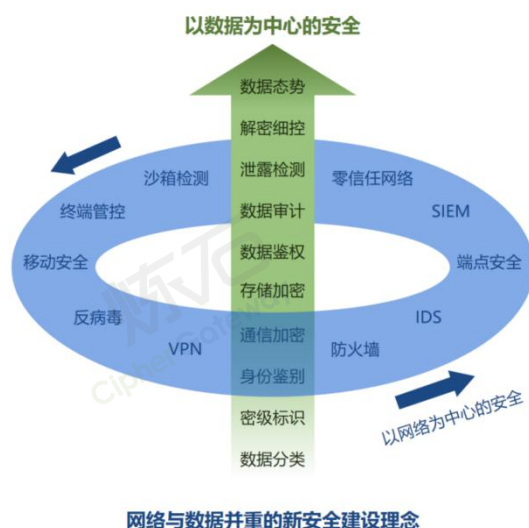 以数据为中心的安全
数据态势
解密细控
沙箱检测
泄露检测
零信任网络
终端管控
数据审计
SIEM
移动安全
数据鉴权
端点安全
存储加密
反病毒
VPN
通信加密
防火墙
IDS
身份鉴别
密级标识
以网络为中心的安全
数据分类
炼石
CipherGateway
网络与数据并重的新安全建设理念